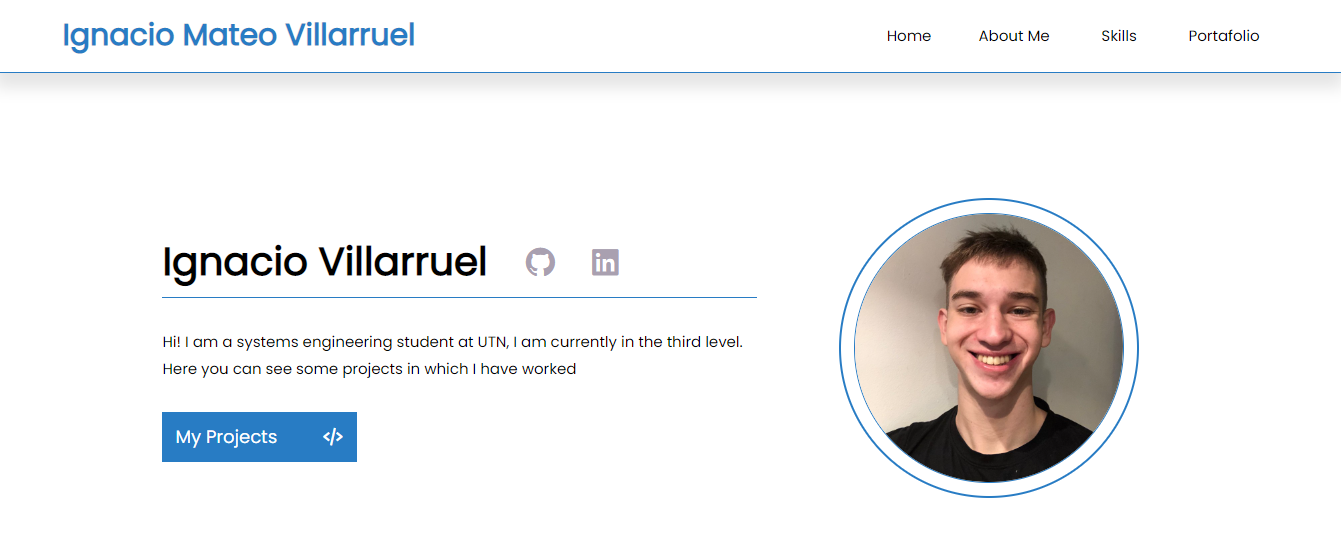 Ignacio Mateo Villarruel
Home About Me Skills Portafolio
Ignacio Villarruel
in
Hi! I am a systems engineering student at UTN, I am currently in the third level.
Here you can see some projects in which I have worked
My Projects </>